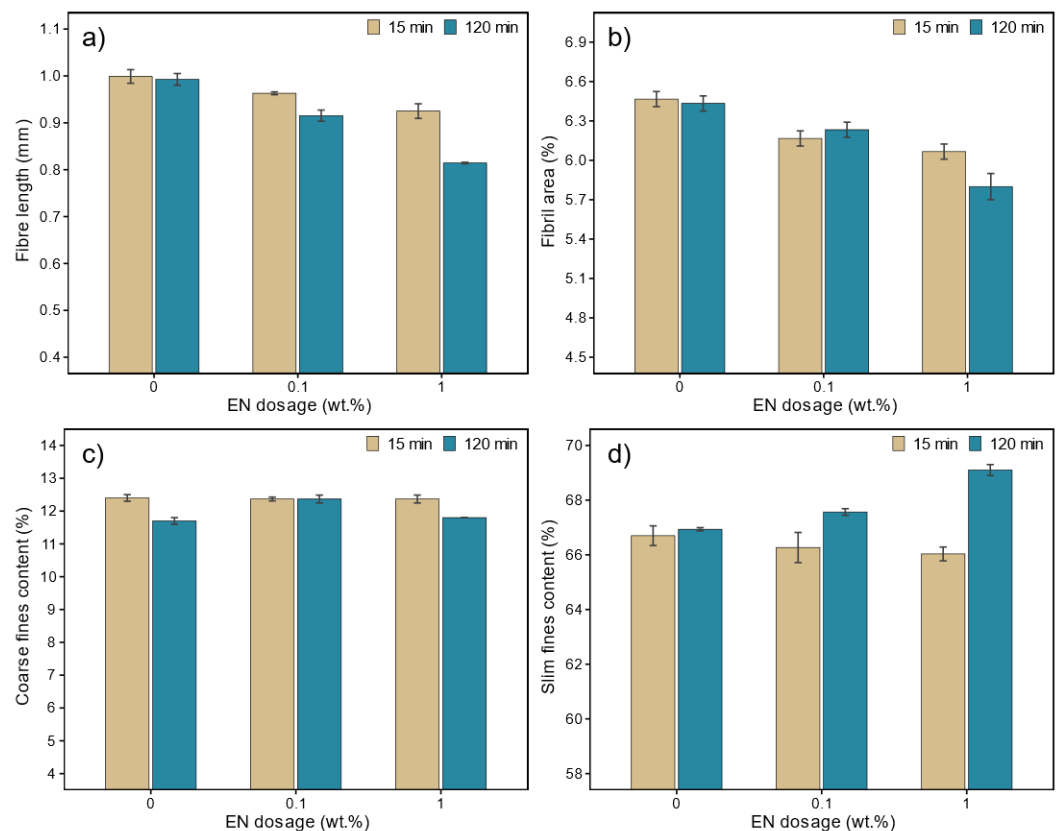 a)
15 min 120 min
Fibre length (mm)
1.1
1.0
0.9
0.8
0.7
0.6
0.5
0.4
0 0.1 1
EN dosage (wt.%)
b)
15 min 120 min
Fibril area (%)
6.9
6.6
6.3
6.0
5.7
5.4
5.1
4.8
4.5
0 0.1 1
EN dosage (wt.%)
c)
15 min 120 min
Coarse fines content (%)
14
13
12
11
10
9
8
7
6
5
4
0 0.1 1
EN dosage (wt.%)
d)
15 min 120 min
Slim fines content (%)
70
68
66
64
62
60
58
0 0.1 1
EN dosage (wt.%)